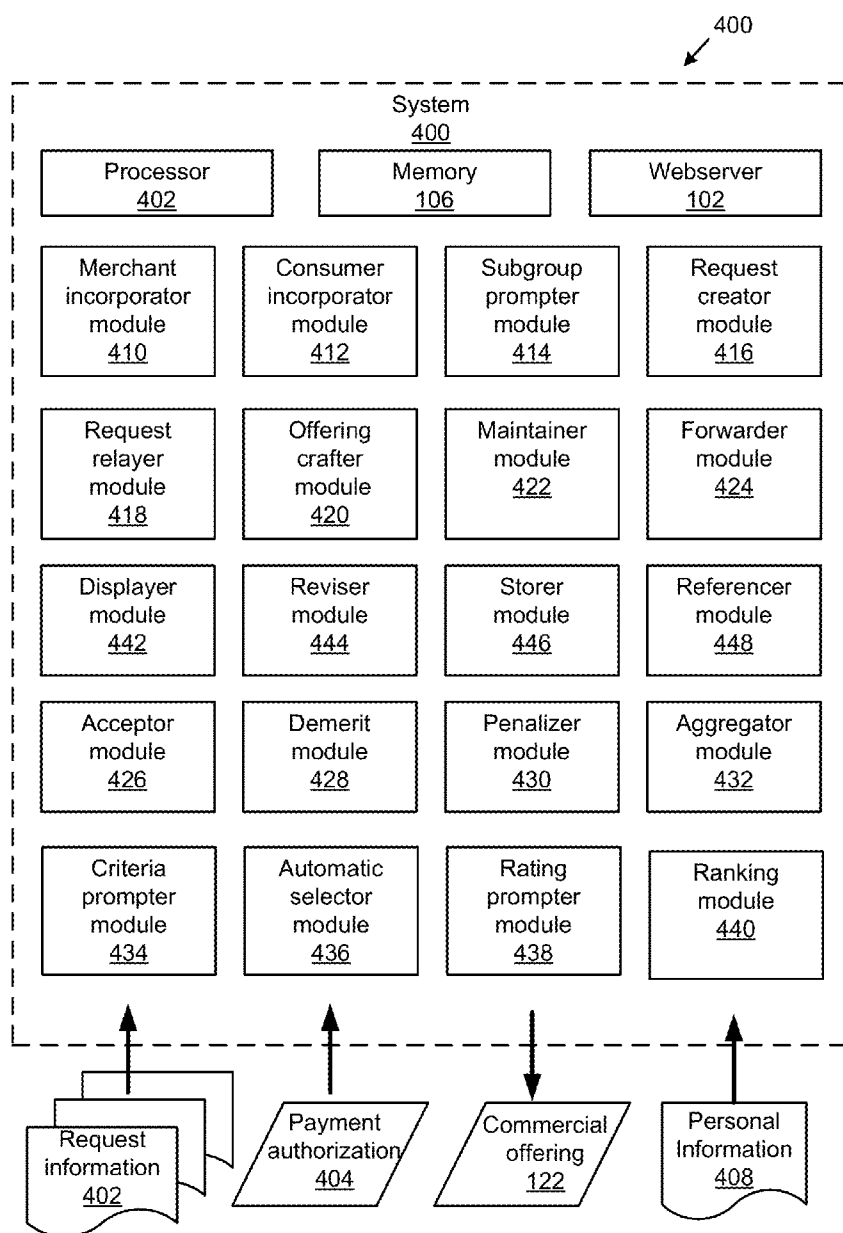 400
System
400
Processor
402
Memory
106
Webserver
102
Merchant
incorporator
module
410
Consumer
incorporator
module
412
Subgroup
prompter
module
414
Request
creator
module
416
Request
relayer
module
418
Offering
crafter
module
420
Maintainer
module
422
Forwarder
module
424
Displayer
module
442
Reviser
module
444
Storer
module
446
Referencer
module
448
Acceptor
module
426
Demerit
module
428
Penalizer
module
430
Aggregator
module
432
Criteria
prompter
module
434
Automatic
selector
module
436
Rating
prompter
module
438
Ranking
module
440
Request
information
402
Payment
authorization
404
Commercial
offering
122
Personal
Information
408